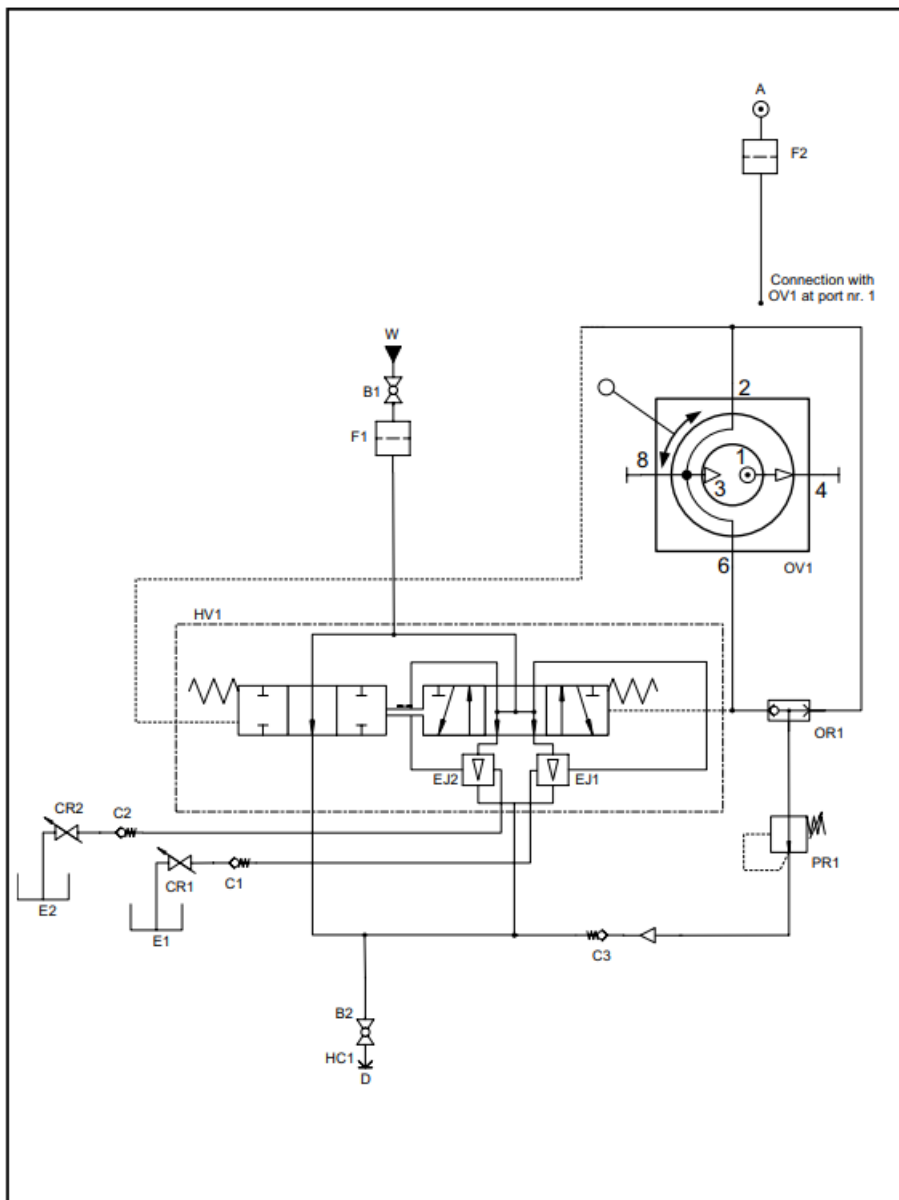 A
F2
Connection with
OV1 at port nr. 1
W
B1
F1
2
8
1
3
4
6
OV1
HV1
OR1
EJ2
EJ1
CR2
C2
PR1
CR1
C1
E2
E1
C3
B2
HC1
D